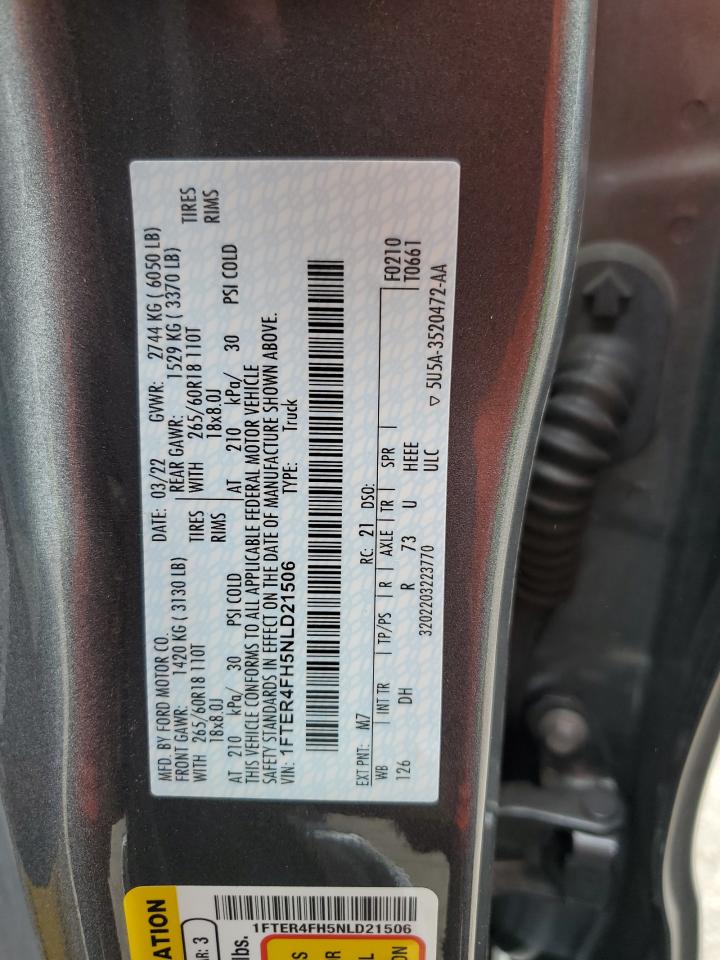 MFD. BY FORD MOTOR CO.
DATE: 03/22 GVWR: 2744 KG ( 6050 LB)
FRONT GAWR: 1420 KG ( 3130 LB)
REAR GAWR: 1529 KG ( 3370 LB)
WITH 265/60R18 110T TIRES
WITH 265/60R18 110T TIRES
18x8.0J RIMS
18x8.0J RIMS
AT 210 kPa/ 30 PSI COLD
AT 210 kPa/ 30 PSI COLD
THIS VEHICLE CONFORMS TO ALL APPLICABLE FEDERAL MOTOR VEHICLE
SAFETY STANDARDS IN EFFECT ON THE DATE OF MANUFACTURE SHOWN ABOVE.
VIN: 1FTER4FH5NLD21506
TYPE: Truck
EXT PNT: M7 RC: 21 DSO: F0210
WB INT TR TP/PS R AXLE TR SPR T0661
126 DH R 73 U HEEE
ULC
3202203223770
▽ 5U5A-3520472-AA
ATION
AR: 3
lbs.
1FTER4FH5NLD21506
S
R
L
ON